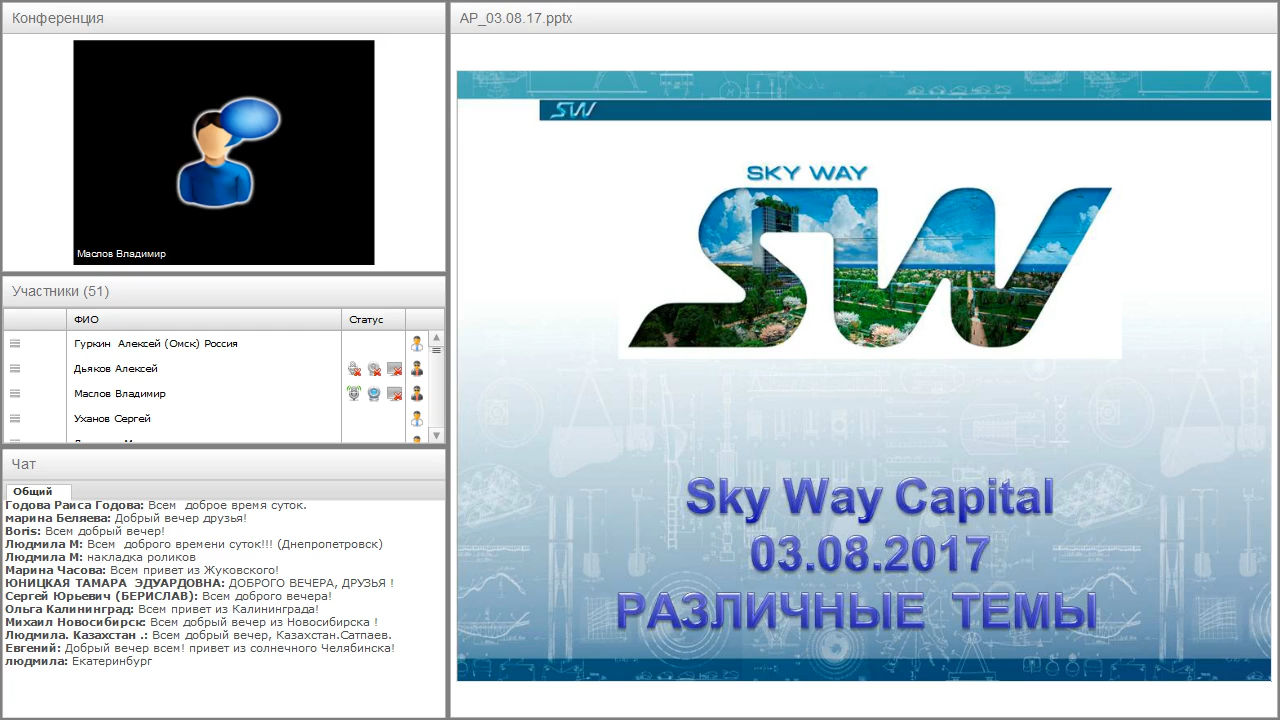 Конференция
Маслов Владимир
Участники (51)
ФИО Статус
Гуркин Алексей (Омск) Россия
Дьяков Алексей
Маслов Владимир
Уханов Сергей
Чат
Общий
Годова Раиса Годова: Всем доброе время суток.
марина Беляева: Добрый вечер друзья!
Boris: Всем добрый вечер!
Людмила М: Всем доброго времени суток!!! (Днепропетровск)
Людмила М: накладка роликов
Марина Часова: Всем привет из Жуковского!
ЮНИЦКАЯ ТАМАРА ЭДУАРДОВНА: ДОБРОГО ВЕЧЕРА, ДРУЗЬЯ !
Сергей Юрьевич (БЕРИСЛАВ): Всем доброго вечера!
Ольга Калининград: Всем привет из Калининграда!
Михаил Новосибирск: Всем добрый вечер из Новосибирска !
Людмила. Казахстан .: Всем добрый вечер, Казахстан.Сатпаев.
Евгений: Добрый вечер всем! привет из солнечного Челябинска!
людмила: Екатеринбург
AP_03.08.17.pptx
SW
SKY WAY
SW
Sky Way Capital
03.08.2017
РАЗЛИЧНЫЕ ТЕМЫ